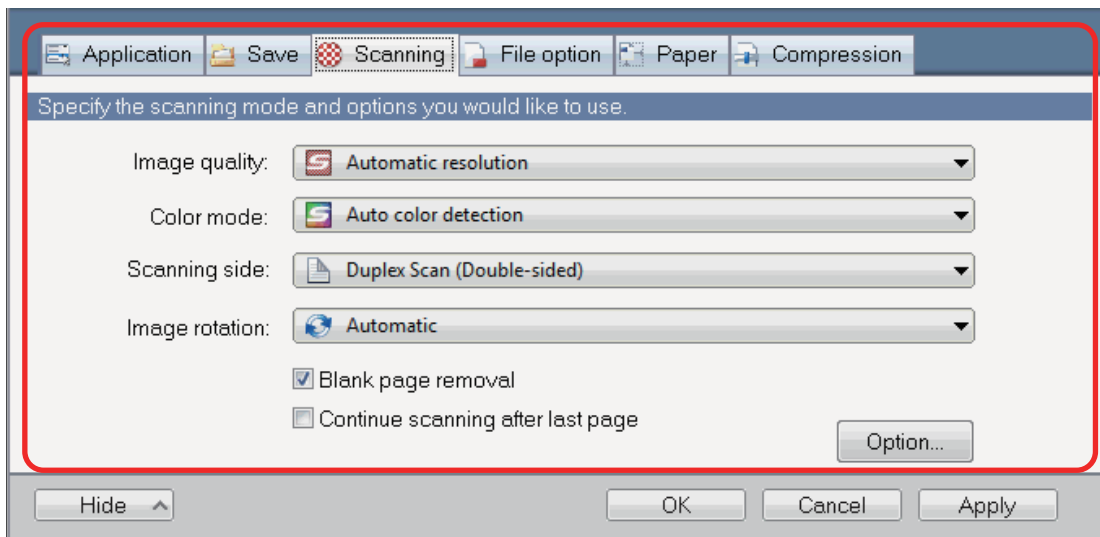 Application Save Scanning File option Paper Compression
Specify the scanning mode and options you would like to use.
Image quality: Automatic resolution
Color mode: Auto color detection
Scanning side: Duplex Scan (Double-sided)
Image rotation: Automatic
Blank page removal
Continue scanning after last page
Option...
Hide OK Cancel Apply